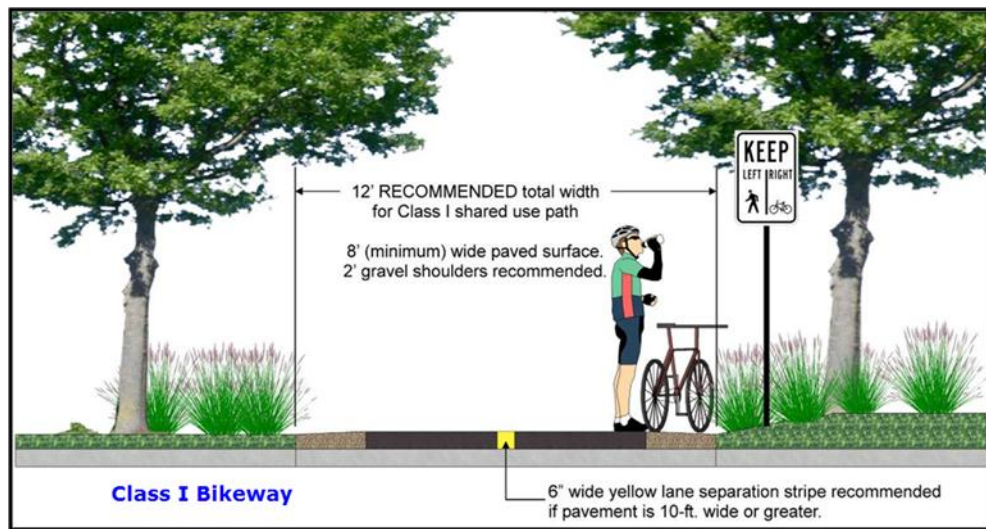 KEEP
LEFT RIGHT
12' RECOMMENDED total width
for Class I shared use path
8' (minimum) wide paved surface.
2' gravel shoulders recommended.
Class I Bikeway
6" wide yellow lane separation stripe recommended
if pavement is 10-ft. wide or greater.